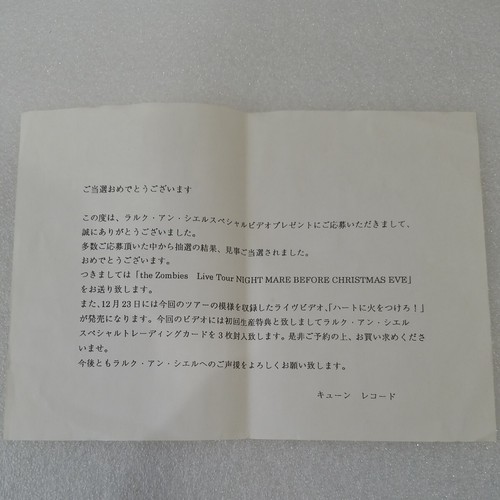 ご当選おめでとうございます
この度は、ラルク・アン・シエルスペシャルビデオプレゼントにご応募いただきまして、
誠にありがとうございました。
多数ご応募頂いた中から抽選の結果、見事ご当選されました。
おめでとうございます。
つきましては「the Zombies Live Tour NIGHT MARE BEFORE CHRISTMAS EVE」
をお送り致します。
また、12月23日には今回のツアーの模様を収録したライヴビデオ、「ハートに火をつけろ!」
が発売になります。今回のビデオには初回生産特典と致しましてラルク・アン・シエル
スペシャルトレーディングカードを3枚封入致します。是非ご予約の上、お買い求めくださ
いませ。
今後ともラルク・アン・シエルへのご声援をよろしくお願い致します。
キューン レコード